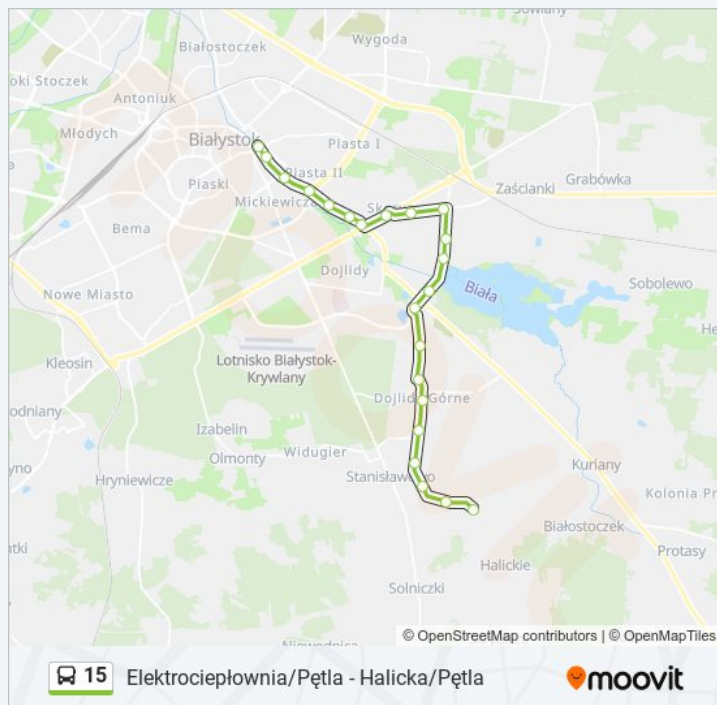 Sowlany
Białostoczek
Wygoda
oki Stoczek
Antoniuk
Młodych
Białystok
Piasta I
Piasta II
Grabówka
Piaski
Zaścianki
Mickiewicza
Bema
Dojlidy
Sobolewo
Biała
Nowe Miasto
Lotnisko Białystok-
Krywlany
Kleosin
Dojlidy Górne
odniany
Izabelin
Olmonty
Widugier
Kuriany
Hryniewicze
Kolonia Pr
Białostoczek
Protasy
Halickie
atki
Solniczki
Niewodnica
© OpenStreetMap contributors | © OpenMapTiles
15 Elektrociepłownia/Pętla - Halicka/Pętla
moovit